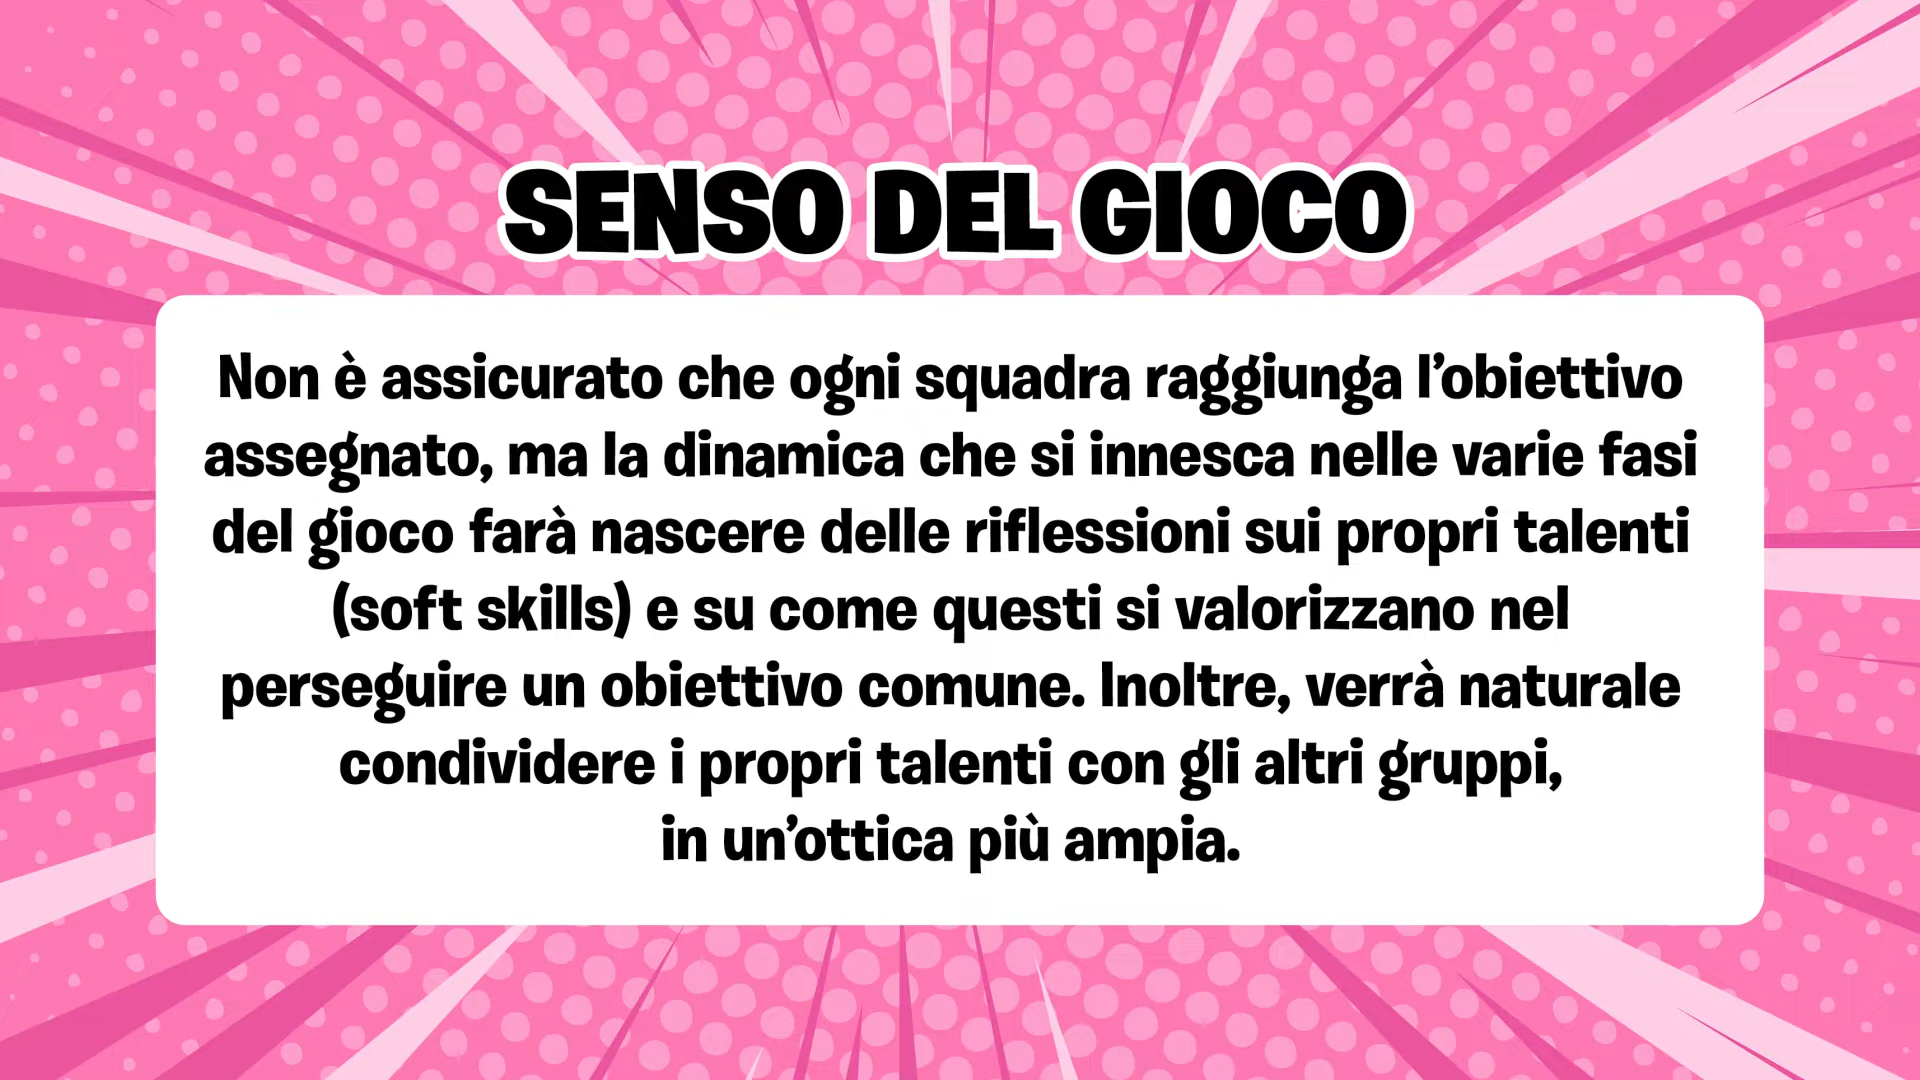 SENSO DEL GIOCO
Non è assicurato che ogni squadra raggiunga l’obiettivo
assegnato, ma la dinamica che si innesca nelle varie fasi
del gioco farà nascere delle riflessioni sui propri talenti
(soft skills) e su come questi si valorizzano nel
perseguire un obiettivo comune. Inoltre, verrà naturale
condividere i propri talenti con gli altri gruppi,
in un’ottica più ampia.